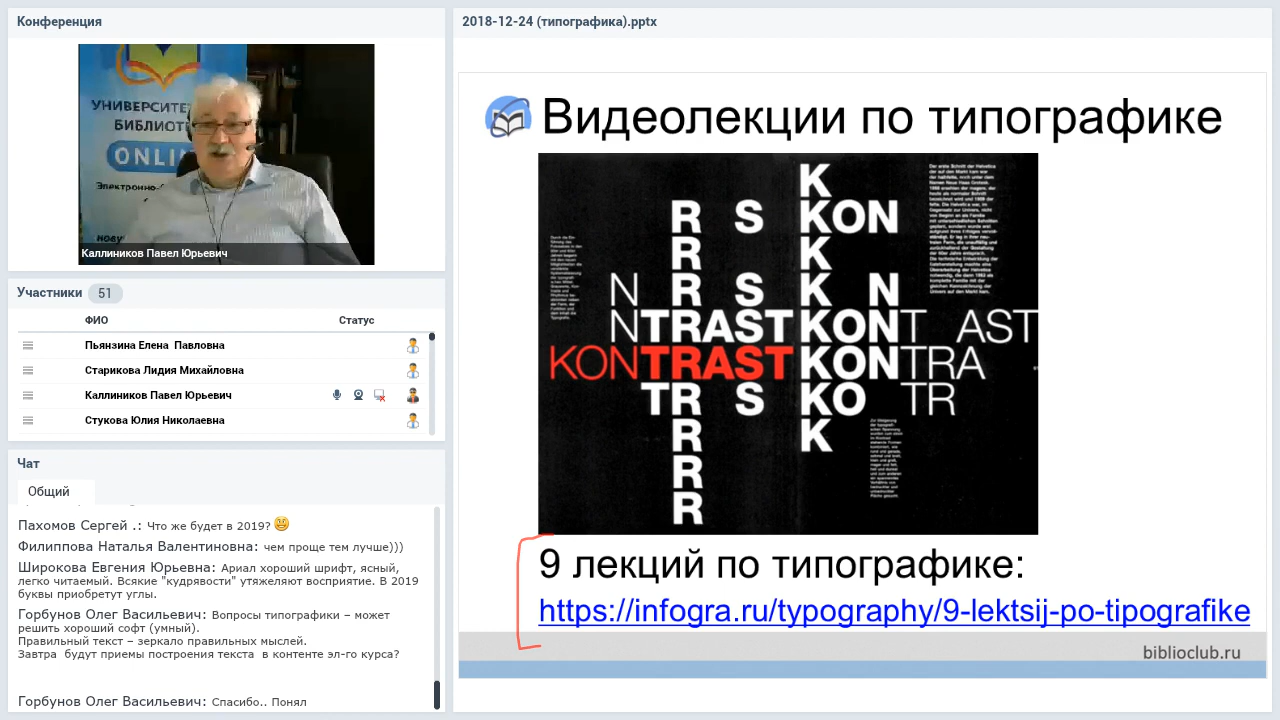 Конференция
УНИВЕРСИТЕ
БИБЛИОТЕ
ONLIN
Каллиников Павел Юрьевич
Участники 51
ФИО Статус
Пьянзина Елена Павловна
Старикова Лидия Михайловна
Каллиников Павел Юрьевич
Стукова Юлия Николаевна
Чат
Общий
Пахомов Сергей .: Что же будет в 2019?
Филиппова Наталья Валентиновна: чем проще тем лучше)))
Широкова Евгения Юрьевна: Ариал хороший шрифт, ясный,
легко читаемый. Всякие "кудрявости" утяжеляют восприятие. В 2019
буквы приобретут углы.
Горбунов Олег Васильевич: Вопросы типографики – может
решить хороший софт (умный).
Правильный текст – зеркало правильных мыслей.
Завтра будут приемы построения текста в контенте эл-го курса?
Горбунов Олег Васильевич: Спасибо.. Понял
2018-12-24 (типографика).pptx
Видеолекции по типографике
K
R S KON
R K
N R S K N
NTRAST KONT AST
KONTRAST KONTRA
TR S KO TR
R K
R
R
9 лекций по типографике:
https://infogra.ru/typography/9-lektsij-po-tipografike
biblioclub.ru